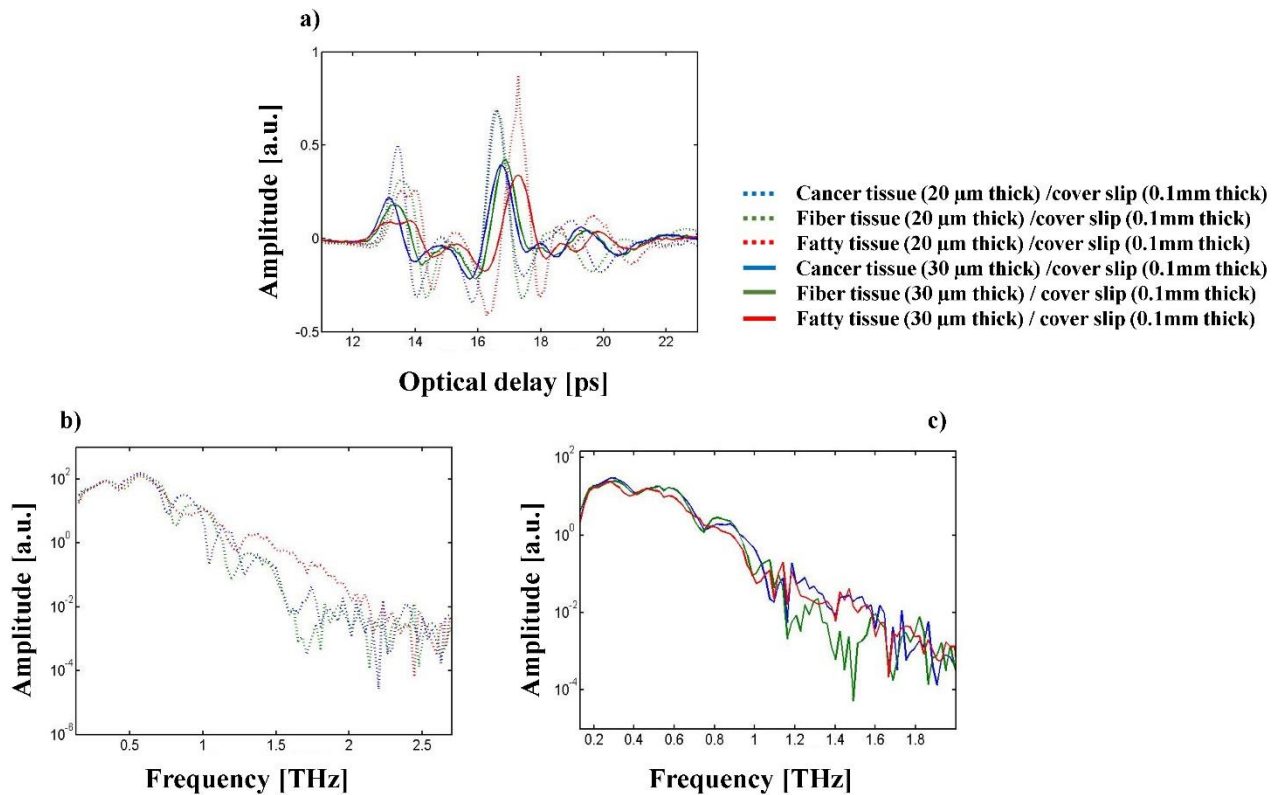 a)
Amplitude [a.u.]
1
0.5
0
-0.5
12 14 16 18 20 22
Optical delay [ps]
Cancer tissue (20 µm thick) /cover slip (0.1mm thick)
Fiber tissue (20 µm thick) /cover slip (0.1mm thick)
Fatty tissue (20 µm thick) /cover slip (0.1mm thick)
Cancer tissue (30 µm thick) /cover slip (0.1mm thick)
Fiber tissue (30 µm thick) / cover slip (0.1mm thick)
Fatty tissue (30 µm thick) / cover slip (0.1mm thick)
b)
Amplitude [a.u.]
10²
10⁰
10⁻²
10⁻⁴
10⁻⁶
0.5 1 1.5 2 2.5
Frequency [THz]
c)
Amplitude [a.u.]
10²
10⁰
10⁻²
10⁻⁴
0.2 0.4 0.6 0.8 1 1.2 1.4 1.6 1.8
Frequency [THz]